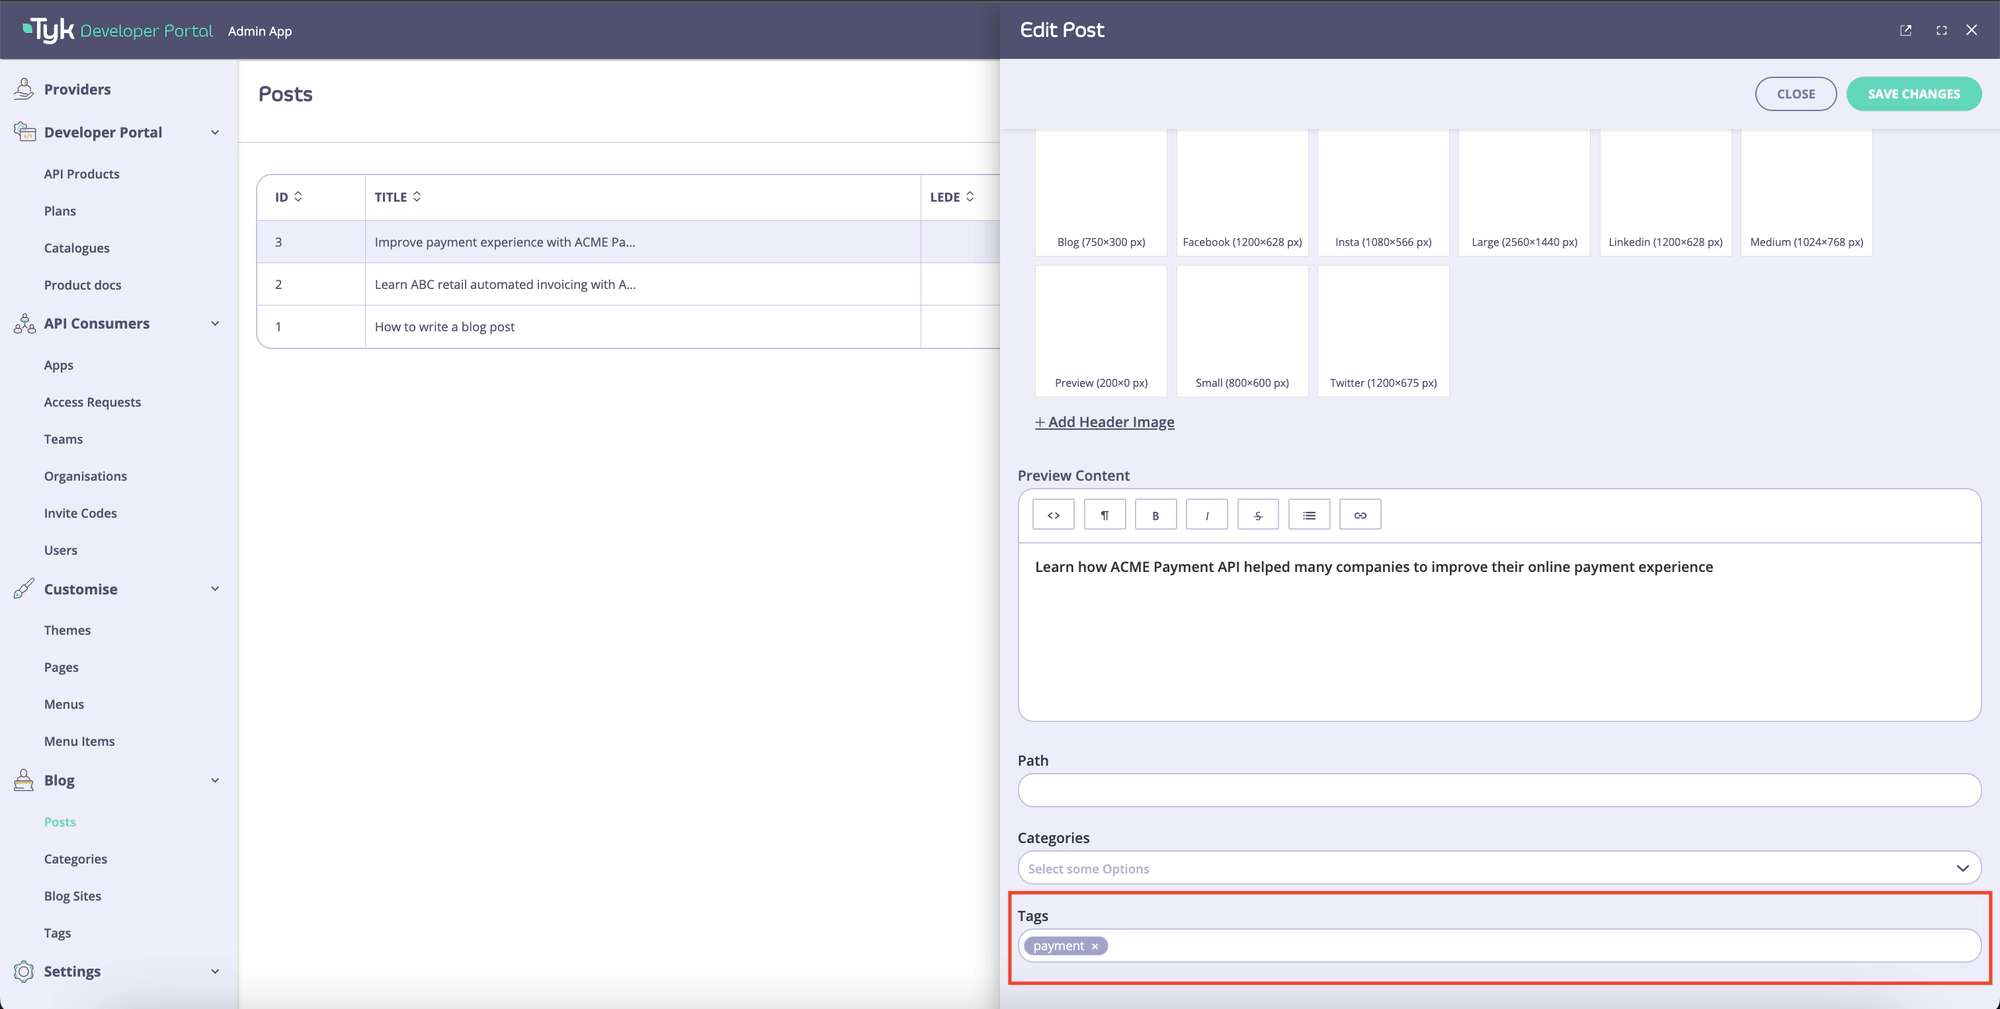 Tyk Developer Portal Admin App
Edit Post
CLOSE
SAVE CHANGES
Providers
Developer Portal
API Products
Plans
Catalogues
Product docs
API Consumers
Apps
Access Requests
Teams
Organisations
Invite Codes
Users
Customise
Themes
Pages
Menus
Menu Items
Blog
Posts
Categories
Blog Sites
Tags
Settings
Posts
ID TITLE LEDE
3 Improve payment experience with ACME Pa...
2 Learn ABC retail automated invoicing with A...
1 How to write a blog post
Blog (750×300 px) Facebook (1200×628 px) Insta (1080×566 px) Large (2560×1440 px) Linkedin (1200×628 px) Medium (1024×768 px)
Preview (200×0 px) Small (800×600 px) Twitter (1200×675 px)
+ Add Header Image
Preview Content
<> ¶ B I S
Learn how ACME Payment API helped many companies to improve their online payment experience
Path
Categories
Select some Options
Tags
payment ×